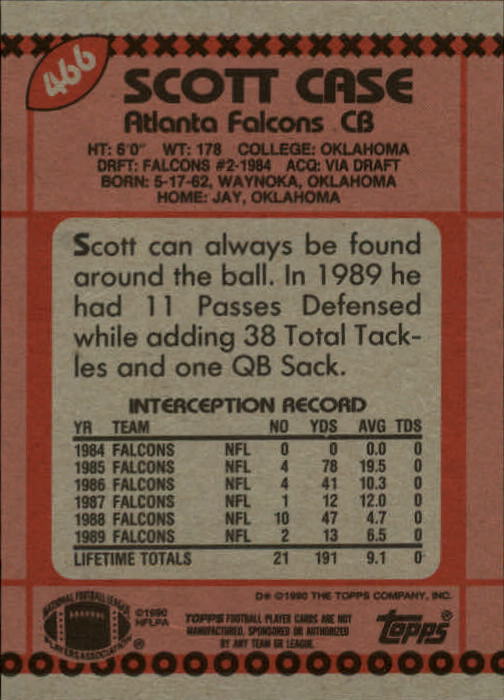 466
SCOTT CASE
Atlanta Falcons CB
HT: 6'0" WT: 178 COLLEGE: OKLAHOMA
DRFT: FALCONS #2-1984 ACQ: VIA DRAFT
BORN: 5-17-62, WAYNOKA, OKLAHOMA
HOME: JAY, OKLAHOMA
Scott can always be found
around the ball. In 1989 he
had 11 Passes Defensed
while adding 38 Total Tack-
les and one QB Sack.
INTERCEPTION RECORD
YR TEAM NO YDS AVG TDS
1984 FALCONS NFL 0 0 0.0 0
1985 FALCONS NFL 4 78 19.5 0
1986 FALCONS NFL 4 41 10.3 0
1987 FALCONS NFL 1 12 12.0 0
1988 FALCONS NFL 10 47 4.7 0
1989 FALCONS NFL 2 13 6.5 0
LIFETIME TOTALS 21 191 9.1 0
D* ©1990 THE TOPPS COMPANY, INC.
NATIONAL FOOTBALL LEAGUE
PLAYERS ASSOCIATION ®
©1990
NFLPA
TOPPS FOOTBALL PLAYER CARDS ARE NOT
MANUFACTURED, SPONSORED OR AUTHORIZED
BY ANY TEAM OR LEAGUE.
topps®